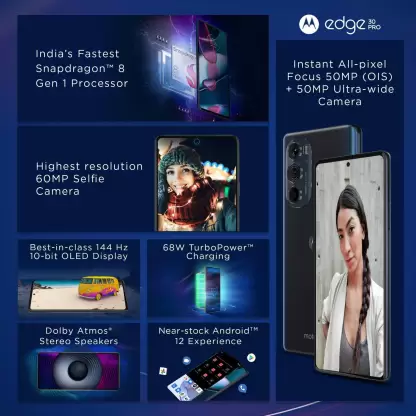 India's Fastest
Snapdragon™ 8
Gen 1 Processor
edge 30
PRO
Instant All-pixel
Focus 50MP (OIS)
+ 50MP Ultra-wide
Camera
Highest resolution
60MP Selfie
Camera
Best-in-class 144 Hz
10-bit OLED Display
68W TurboPower™
Charging
Dolby Atmos®
Stereo Speakers
Near-stock Android™
12 Experience